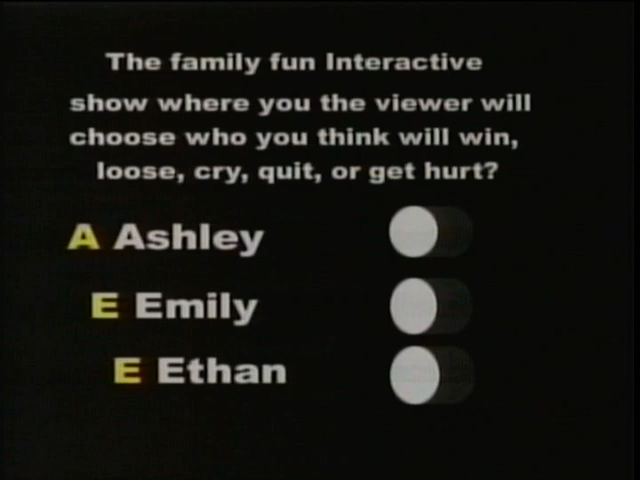 The family fun Interactive
show where you the viewer will
choose who you think will win,
loose, cry, quit, or get hurt?
A Ashley
E Emily
E Ethan